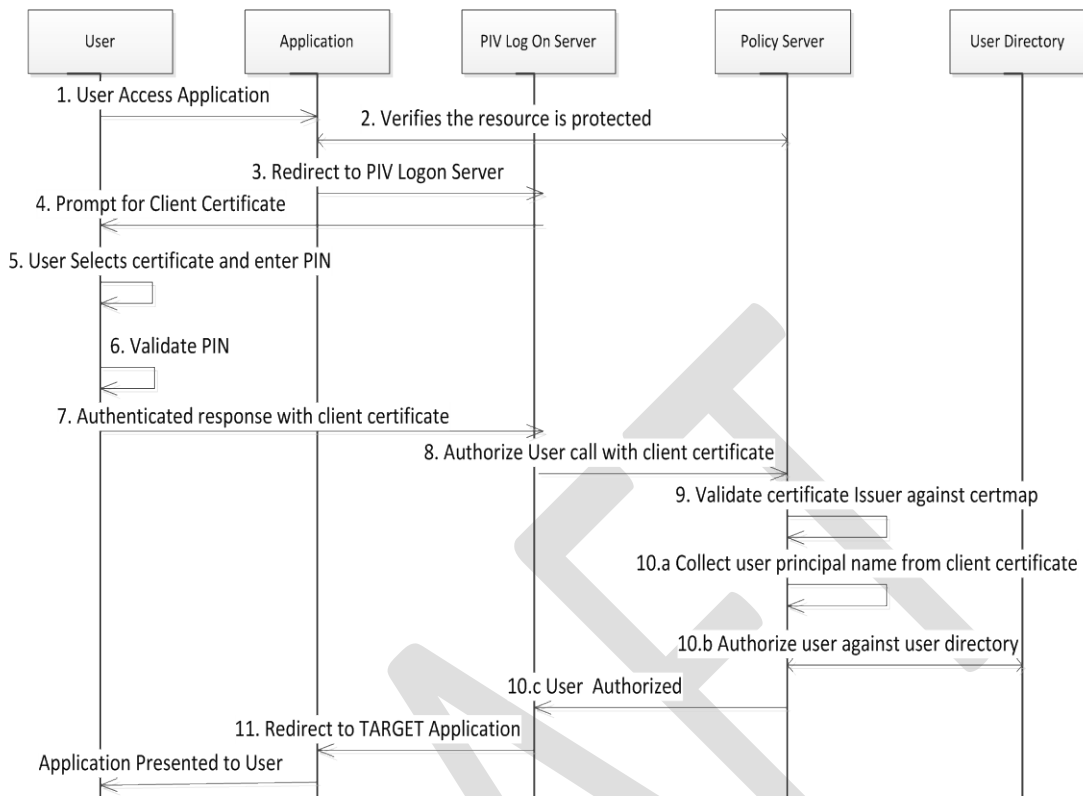 User
Application
PIV Log On Server
Policy Server
User Directory
1. User Access Application
2. Verifies the resource is protected
3. Redirect to PIV Logon Server
4. Prompt for Client Certificate
5. User Selects certificate and enter PIN
6. Validate PIN
7. Authenticated response with client certificate
8. Authorize User call with client certificate
9. Validate certificate Issuer against certmap
10.a Collect user principal name from client certificate
10.b Authorize user against user directory
10.c User Authorized
11. Redirect to TARGET Application
Application Presented to User